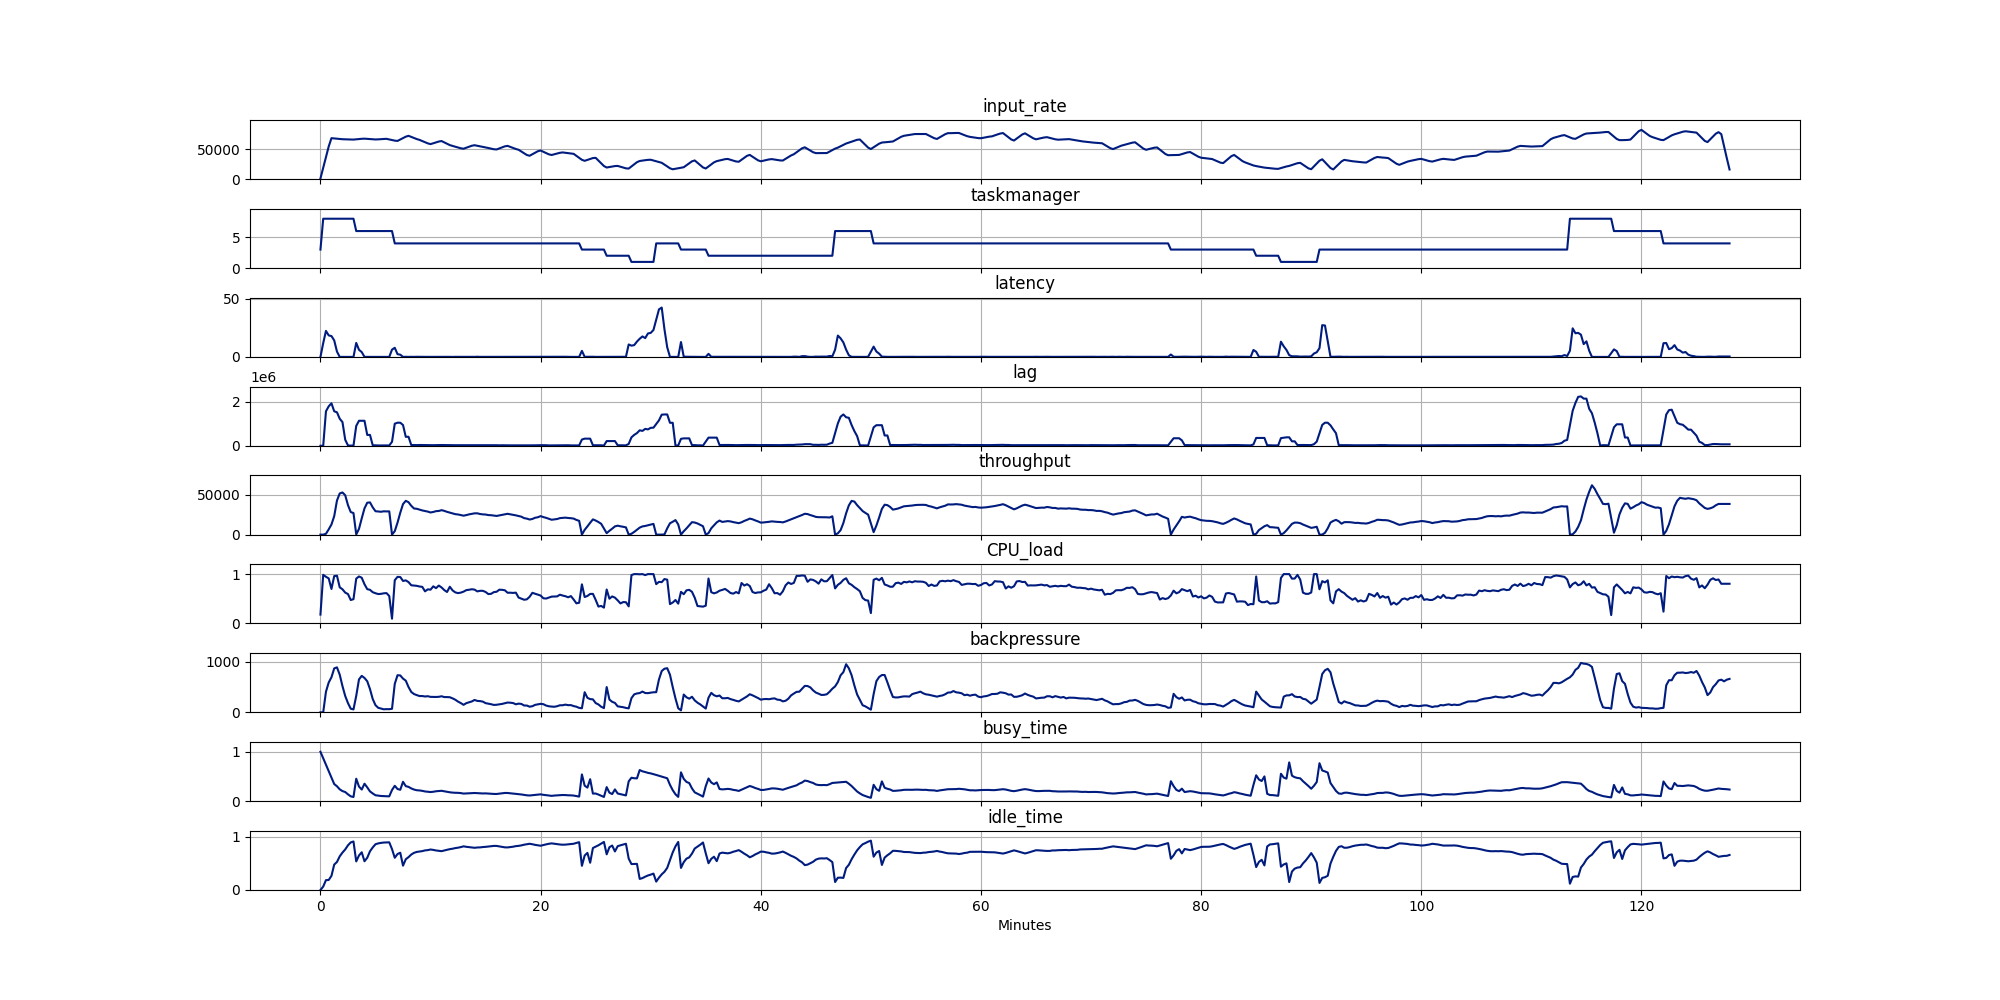 input_rate
50000
0
taskmanager
5
0
latency
50
0
1e6
lag
2
0
throughput
50000
0
CPU_load
1
0
backpressure
1000
0
busy_time
1
0
idle_time
1
0
0 20 40 60 80 100 120
Minutes